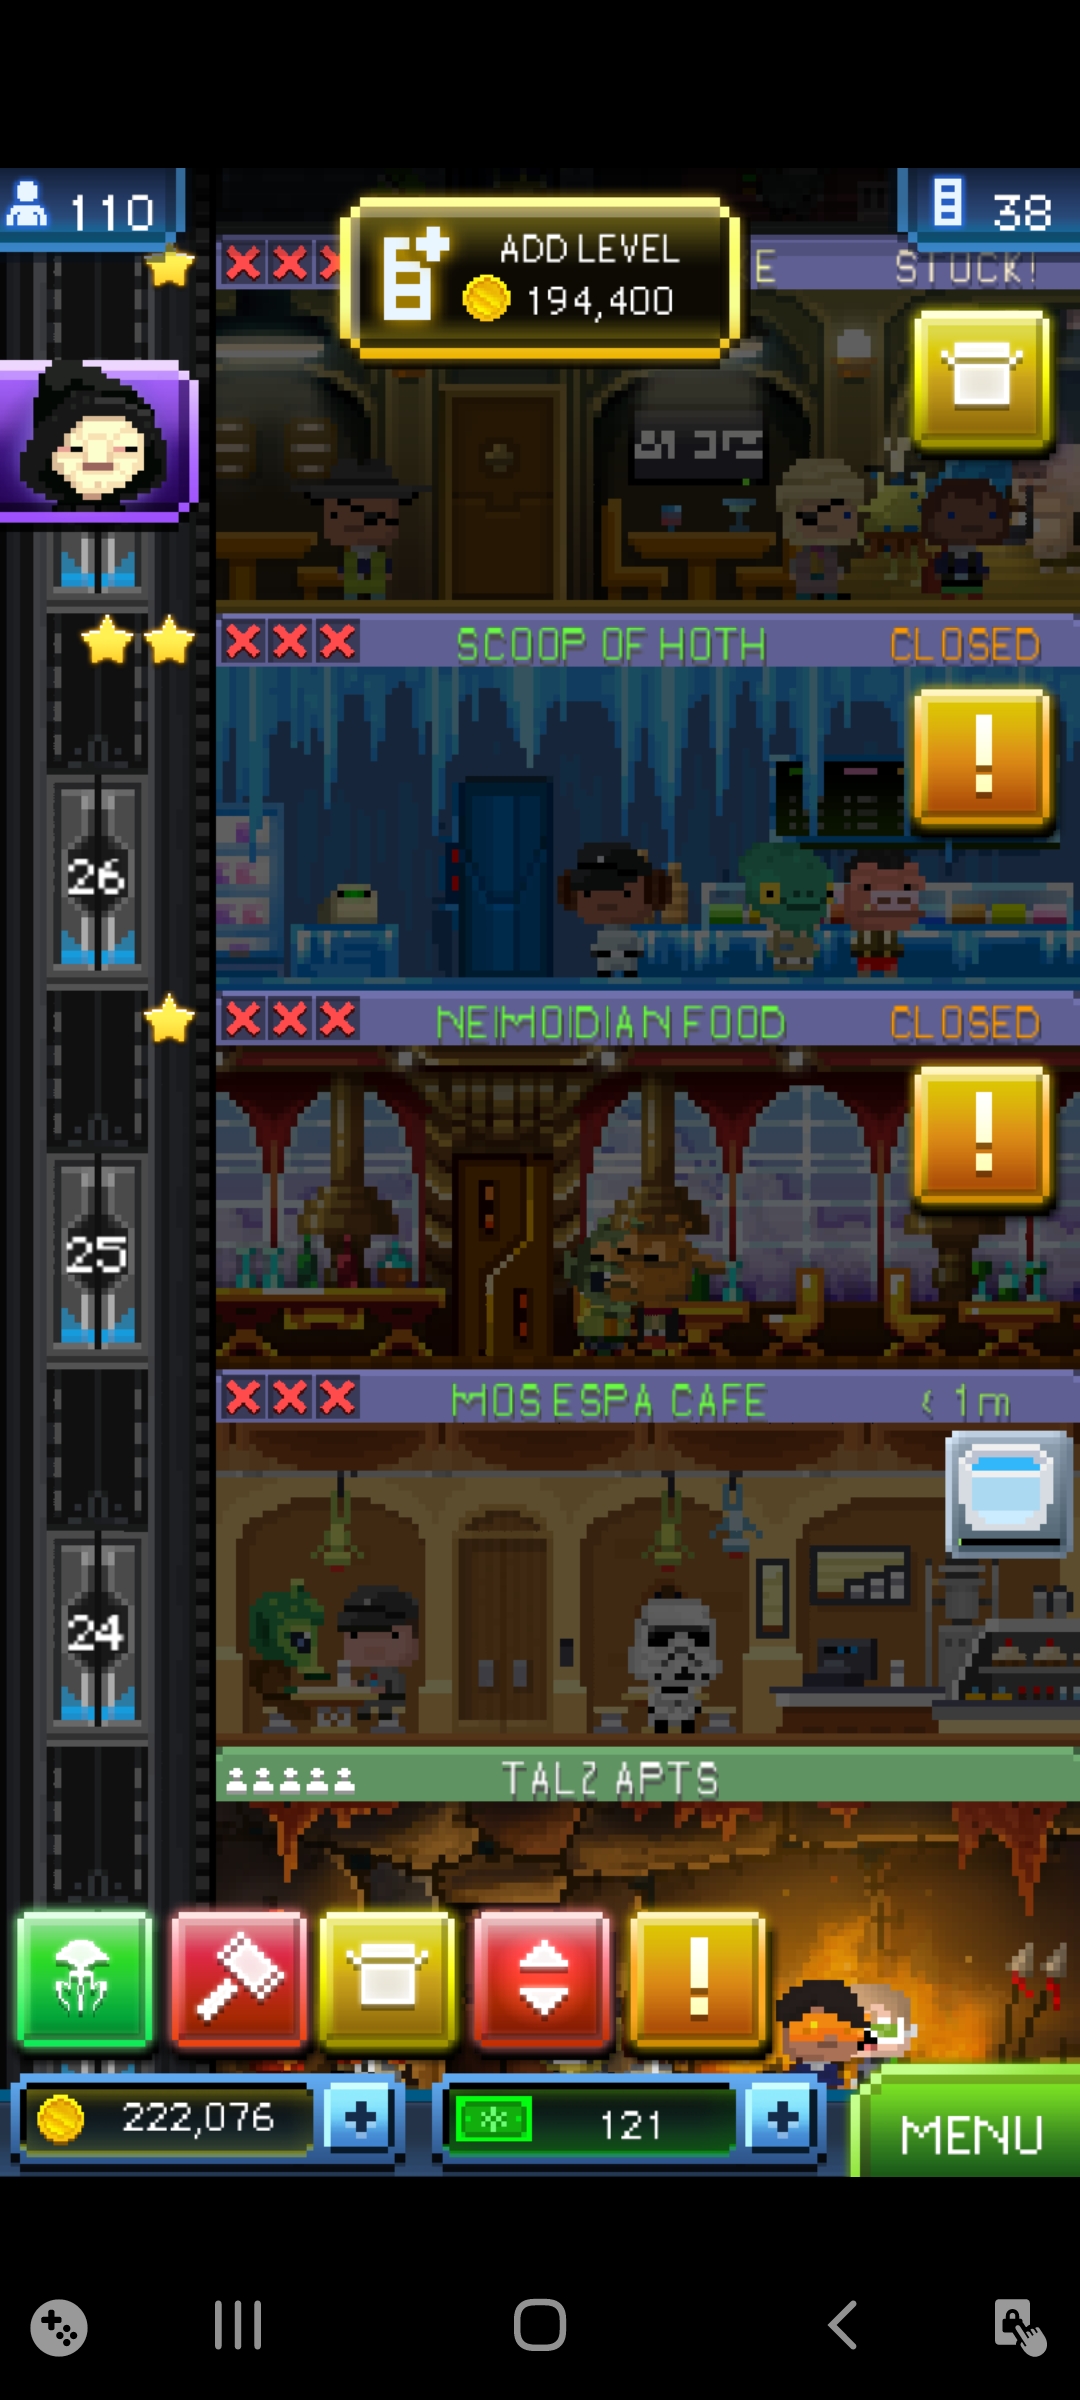 110
ADD LEVEL
194,400
38
E
STUCK!
SCOOP OF HOTH
CLOSED
26
NEIMOIDIAN FOOD
CLOSED
25
MOS ESPA CAFE
< 1m
24
TALZ APTS
222,076
121
MENU